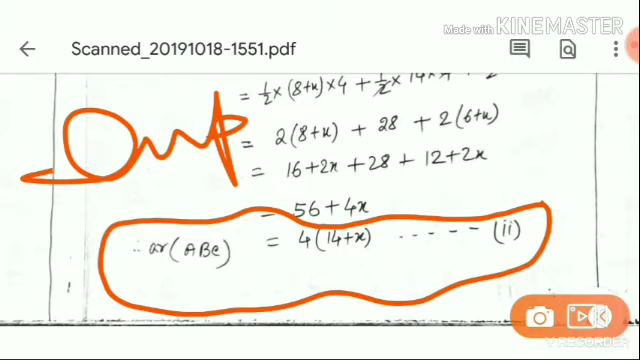 Made with KINEMASTER
Scanned_20191018-1551.pdf
= 1/2 × (8+x) × 4 + 1/2 × 14 × 4
= 2(8+x) + 28 + 2(6+x)
= 16+2x +28 + 12+2x
= 56+4x
∴ ar(ABC) = 4(14+x) ------ (ii)
RECORDER